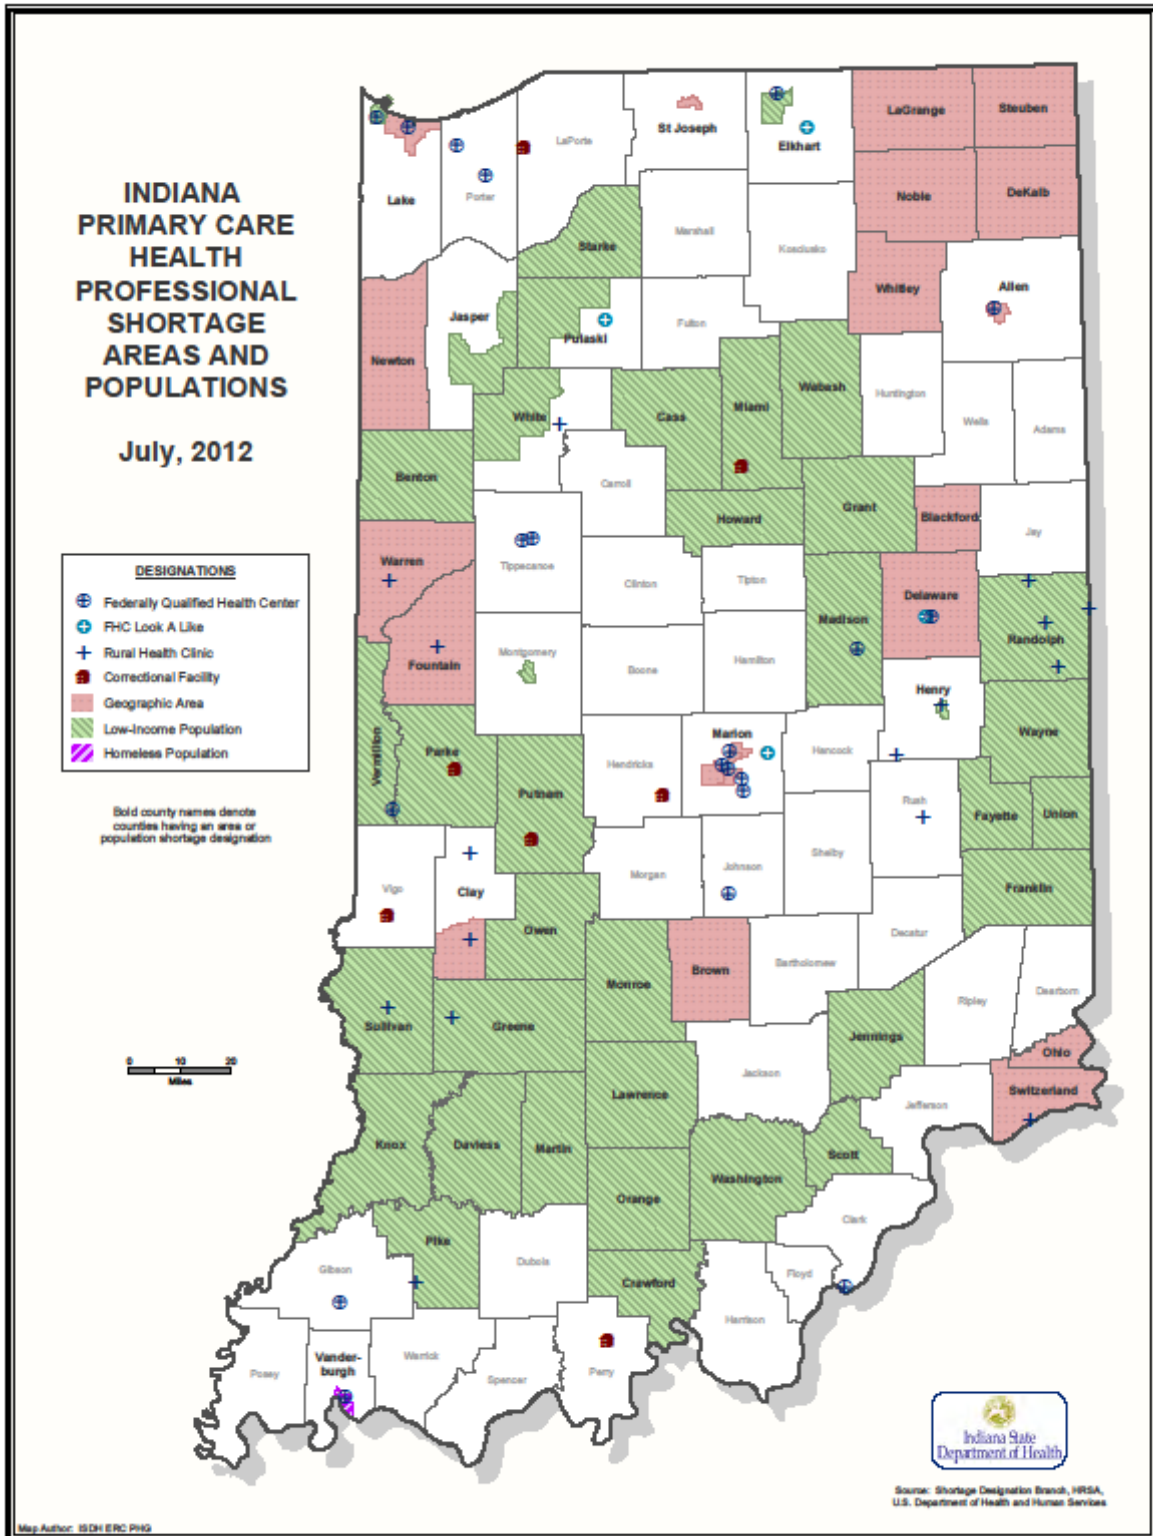 INDIANA
PRIMARY CARE
HEALTH
PROFESSIONAL
SHORTAGE
AREAS AND
POPULATIONS
July, 2012
DESIGNATIONS
Federally Qualified Health Center
FHC Look A Like
Rural Health Clinic
Correctional Facility
Geographic Area
Low-Income Population
Homeless Population
Bold county names denote
counties having an area or
population shortage designation
0 10 20
Miles
LaGrange
Steuben
St Joseph
LaPorte
Elkhart
Lake
Porter
Noble
DeKalb
Starke
Marshall
Kosciusko
Whitley
Allen
Jasper
Pulaski
Fulton
Newton
White
Cass
Miami
Wabash
Huntington
Wells
Adams
Benton
Carroll
Howard
Grant
Blackford
Jay
Warren
Tippecanoe
Clinton
Tipton
Madison
Delaware
Randolph
Fountain
Montgomery
Boone
Hamilton
Henry
Wayne
Vermillion
Parke
Putnam
Hendricks
Marion
Hancock
Rush
Fayette
Union
Vigo
Clay
Morgan
Johnson
Shelby
Franklin
Owen
Decatur
Monroe
Brown
Bartholomew
Ripley
Dearborn
Sullivan
Greene
Jennings
Ohio
Jackson
Switzerland
Lawrence
Jefferson
Knox
Daviess
Martin
Scott
Orange
Washington
Pike
Clark
Gibson
Dubois
Floyd
Crawford
Harrison
Posey
Vander-
burgh
Warrick
Spencer
Perry
Indiana State
Department of Health
Source: Shortage Designation Branch, HRSA,
U.S. Department of Health and Human Services
Map Author: ISDH ERC PHG